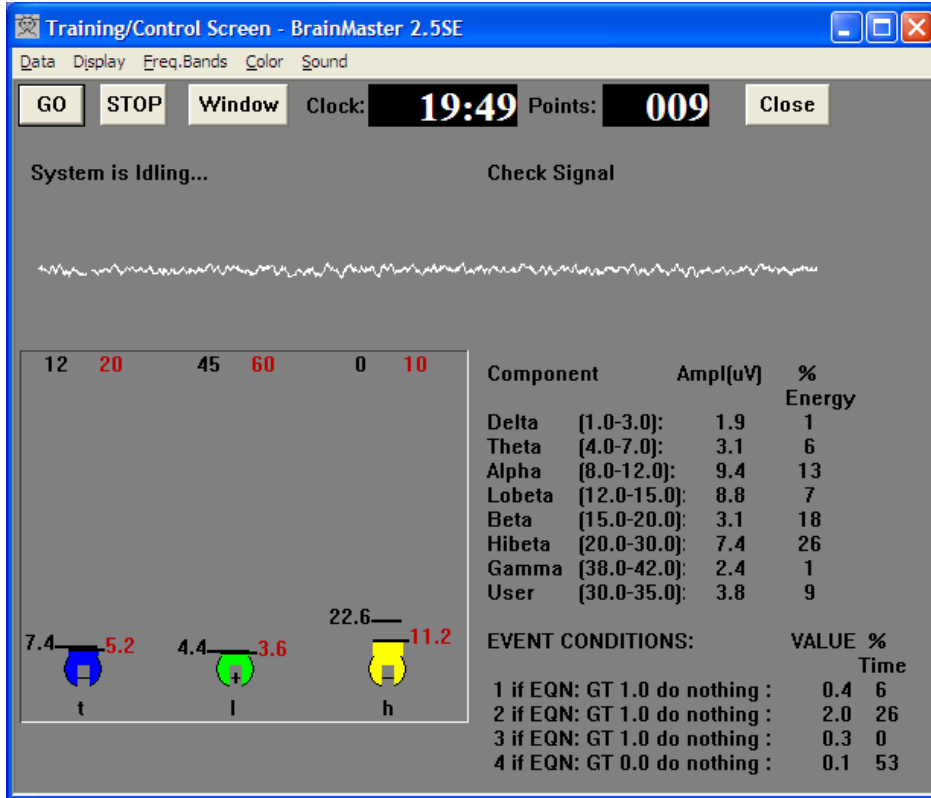 Training/Control Screen - BrainMaster 2.5SE
Data Display Freq.Bands Color Sound
GO STOP Window Clock: 19:49 Points: 009 Close
System is Idling... Check Signal
12 20 45 60 0 10
Component Ampl(uV) %
Energy
Delta (1.0-3.0): 1.9 1
Theta (4.0-7.0): 3.1 6
Alpha (8.0-12.0): 9.4 13
Lobeta (12.0-15.0): 8.8 7
Beta (15.0-20.0): 3.1 18
Hibeta (20.0-30.0): 7.4 26
Gamma (38.0-42.0): 2.4 1
User (30.0-35.0): 3.8 9
22.6
7.4 5.2 4.4 3.6 11.2
+ -
t l h
EVENT CONDITIONS: VALUE %
Time
1 if EQN: GT 1.0 do nothing : 0.4 6
2 if EQN: GT 1.0 do nothing : 2.0 26
3 if EQN: GT 1.0 do nothing : 0.3 0
4 if EQN: GT 0.0 do nothing : 0.1 53